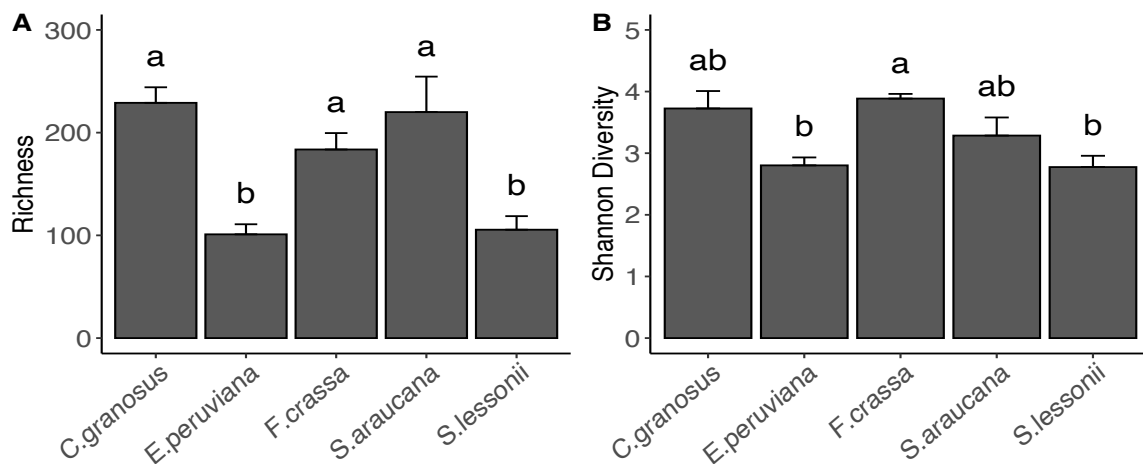 A
Richness
300
200
100
0
a
b
a
a
b
C.granosus
E.peruviana
F.crassa
S.araucana
S.lessonii
B
Shannon Diversity
5
4
3
2
1
0
ab
b
a
ab
b
C.granosus
E.peruviana
F.crassa
S.araucana
S.lessonii